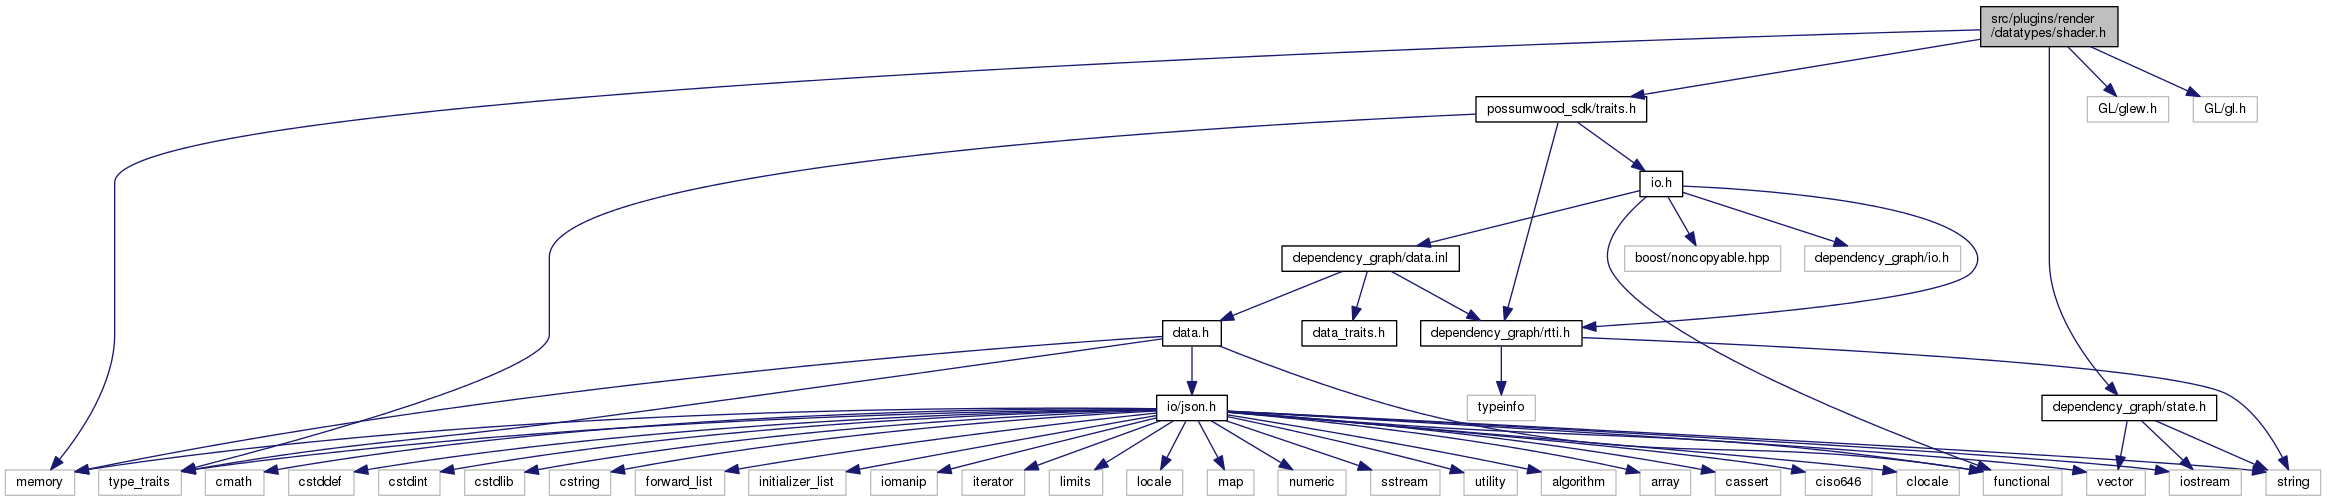 src/plugins/render
/datatypes/shader.h
possumwood_sdk/traits.h
GL/glew.h
GL/gl.h
io.h
dependency_graph/data.inl
boost/noncopyable.hpp
dependency_graph/io.h
data.h
data_traits.h
dependency_graph/rtti.h
io/json.h
typeinfo
dependency_graph/state.h
memory
type_traits
cmath
cstddef
cstdint
cstdlib
cstring
forward_list
initializer_list
iomanip
iterator
limits
locale
map
numeric
sstream
utility
algorithm
array
cassert
ciso646
clocale
functional
vector
iostream
string